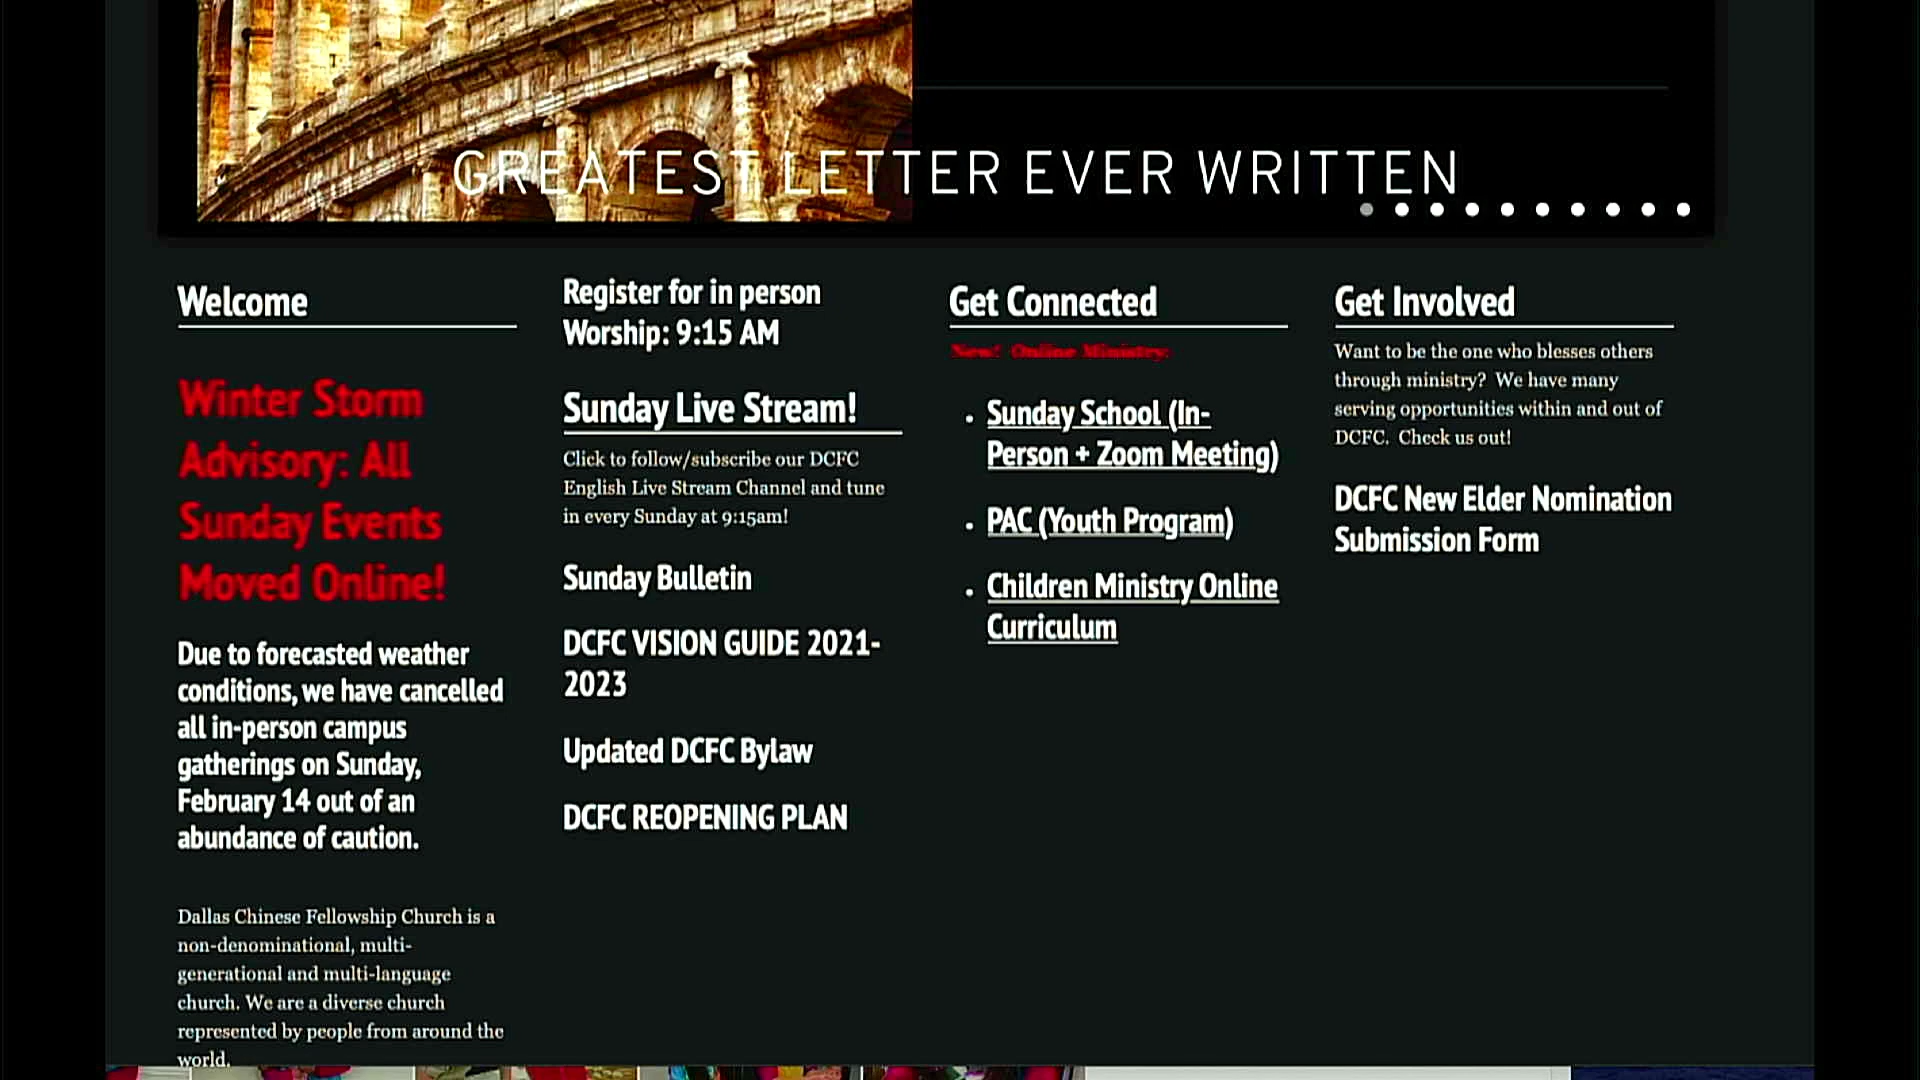 GREATEST LETTER EVER WRITTEN
Welcome
Winter Storm
Advisory: All
Sunday Events
Moved Online!
Due to forecasted weather
conditions, we have cancelled
all in-person campus
gatherings on Sunday,
February 14 out of an
abundance of caution.
Dallas Chinese Fellowship Church is a
non-denominational, multi-
generational and multi-language
church. We are a diverse church
represented by people from around the
world.
Register for in person
Worship: 9:15 AM
Sunday Live Stream!
Click to follow/subscribe our DCFC
English Live Stream Channel and tune
in every Sunday at 9:15am!
Sunday Bulletin
DCFC VISION GUIDE 2021-
2023
Updated DCFC Bylaw
DCFC REOPENING PLAN
Get Connected
New! Online Ministry:
• Sunday School (In-
Person + Zoom Meeting)
• PAC (Youth Program)
• Children Ministry Online
Curriculum
Get Involved
Want to be the one who blesses others
through ministry? We have many
serving opportunities within and out of
DCFC. Check us out!
DCFC New Elder Nomination
Submission Form